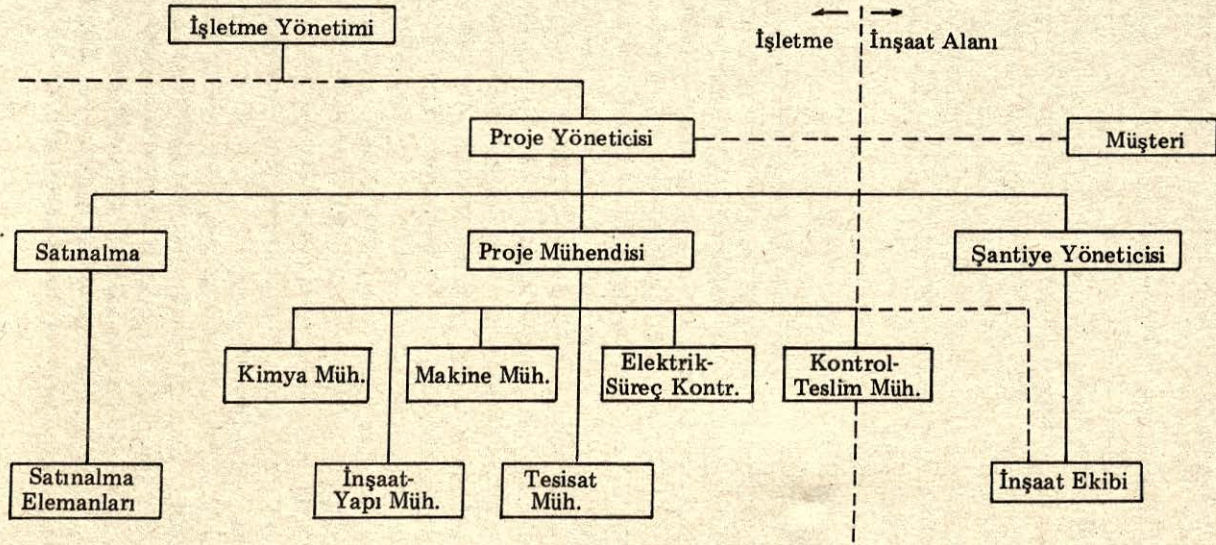 İşletme Yönetimi
İşletme
İnşaat Alanı
Proje Yöneticisi
Müşteri
Satınalma
Proje Mühendisi
Şantiye Yöneticisi
Kimya Müh.
Makine Müh.
Elektrik-
Süreç Kontr.
Kontrol-
Teslim Müh.
Satınalma
Elemanları
İnşaat-
Yapı Müh.
Tesisat
Müh.
İnşaat Ekibi